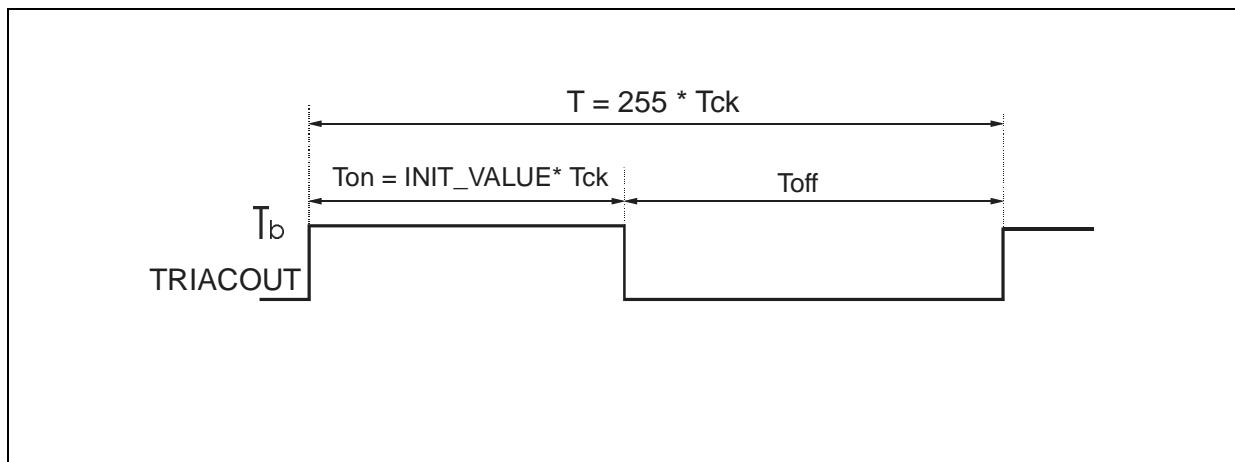 T = 255 * Tck
Ton = INIT_VALUE* Tck
Toff
Tb
TRIACOUT